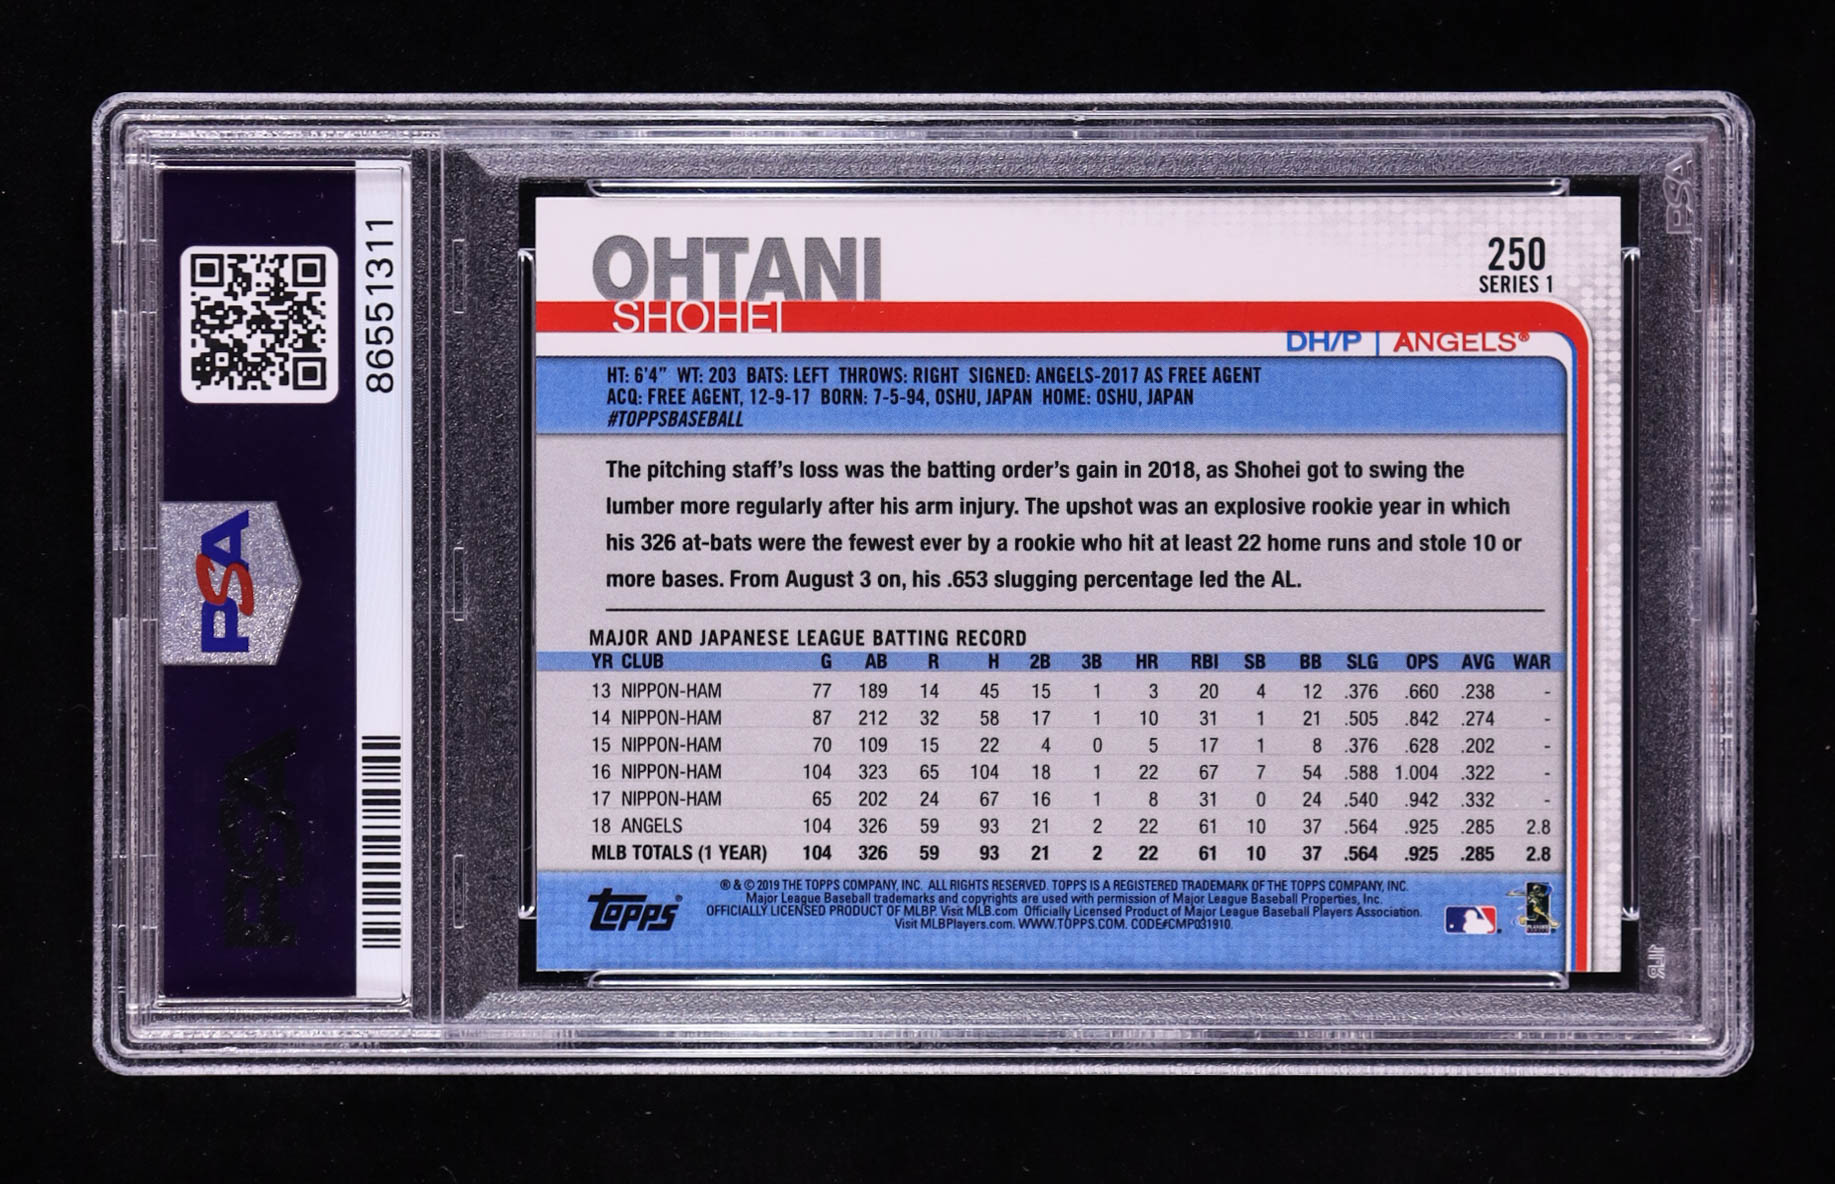 86551311
PSA
PSA
PSA
OHTANI
SHOHEI
250
SERIES 1
DH/P | ANGELS®
HT: 6'4" WT: 203 BATS: LEFT THROWS: RIGHT SIGNED: ANGELS-2017 AS FREE AGENT
ACQ: FREE AGENT, 12-9-17 BORN: 7-5-94, OSHU, JAPAN HOME: OSHU, JAPAN
#TOPPSBASEBALL
The pitching staff's loss was the batting order's gain in 2018, as Shohei got to swing the
lumber more regularly after his arm injury. The upshot was an explosive rookie year in which
his 326 at-bats were the fewest ever by a rookie who hit at least 22 home runs and stole 10 or
more bases. From August 3 on, his .653 slugging percentage led the AL.
MAJOR AND JAPANESE LEAGUE BATTING RECORD
YR CLUB G AB R H 2B 3B HR RBI SB BB SLG OPS AVG WAR
13 NIPPON-HAM 77 189 14 45 15 1 3 20 4 12 .376 .660 .238 -
14 NIPPON-HAM 87 212 32 58 17 1 10 31 1 21 .505 .842 .274 -
15 NIPPON-HAM 70 109 15 22 4 0 5 17 1 8 .376 .628 .202 -
16 NIPPON-HAM 104 323 65 104 18 1 22 67 7 54 .588 1.004 .322 -
17 NIPPON-HAM 65 202 24 67 16 1 8 31 0 24 .540 .942 .332 -
18 ANGELS 104 326 59 93 21 2 22 61 10 37 .564 .925 .285 2.8
MLB TOTALS (1 YEAR) 104 326 59 93 21 2 22 61 10 37 .564 .925 .285 2.8
topps®
® & © 2019 THE TOPPS COMPANY, INC. ALL RIGHTS RESERVED. TOPPS IS A REGISTERED TRADEMARK OF THE TOPPS COMPANY, INC.
Major League Baseball trademarks and copyrights are used with permission of Major League Baseball Properties, Inc.
OFFICIALLY LICENSED PRODUCT OF MLBP. Visit MLB.com Officially Licensed Product of Major League Baseball Players Association.
Visit MLBPlayers.com. WWW.TOPPS.COM. CODE#CMP031910.